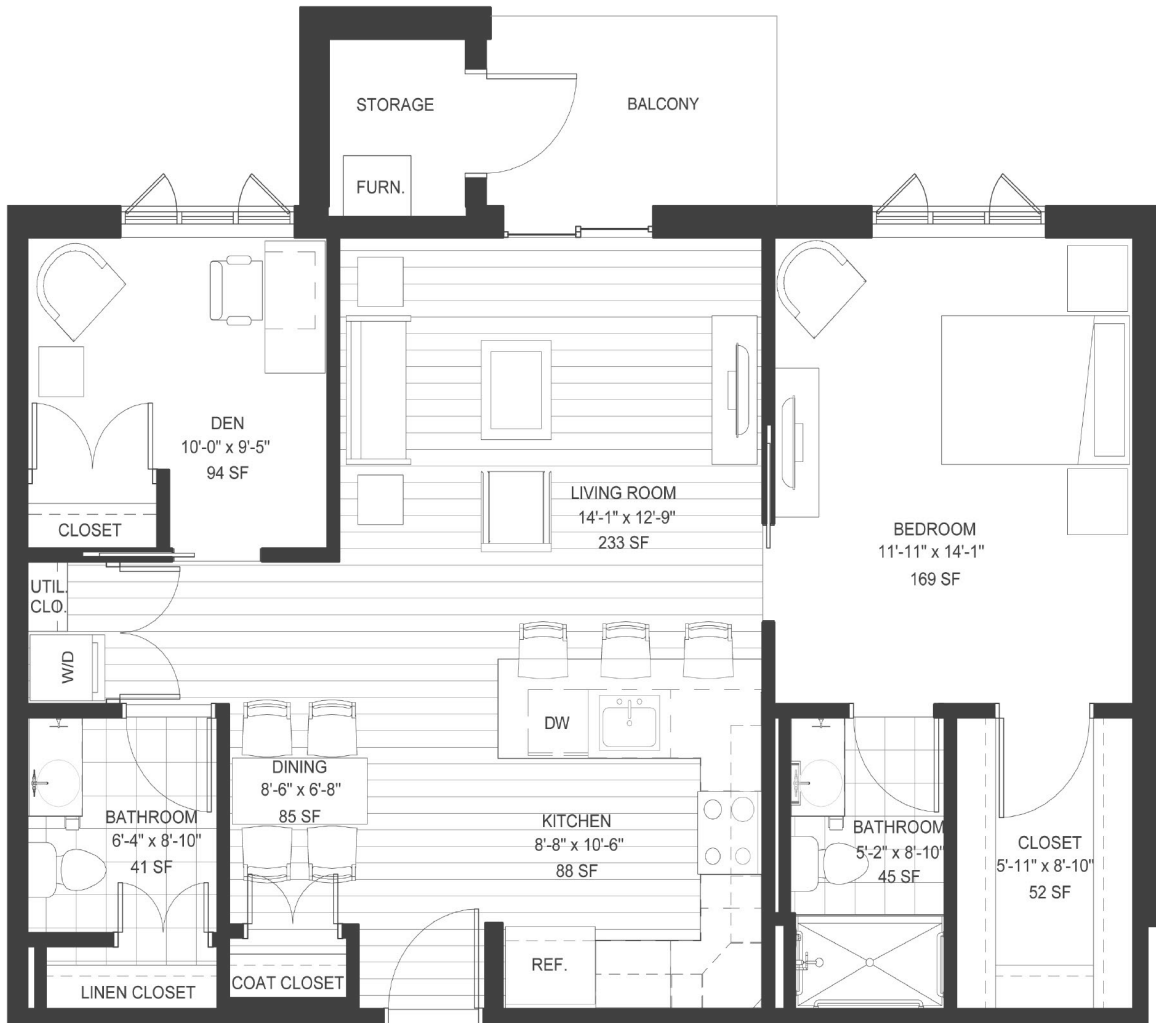 STORAGE
BALCONY
FURN.
DEN
10'-0" x 9'-5"
94 SF
CLOSET
LIVING ROOM
14'-1" x 12'-9"
233 SF
BEDROOM
11'-11" x 14'-1"
169 SF
UTIL.
CLO.
W/D
DW
DINING
8'-6" x 6'-8"
85 SF
BATHROOM
6'-4" x 8'-10"
41 SF
KITCHEN
8'-8" x 10'-6"
88 SF
BATHROOM
5'-2" x 8'-10"
45 SF
CLOSET
5'-11" x 8'-10"
52 SF
REF.
COAT CLOSET
LINEN CLOSET